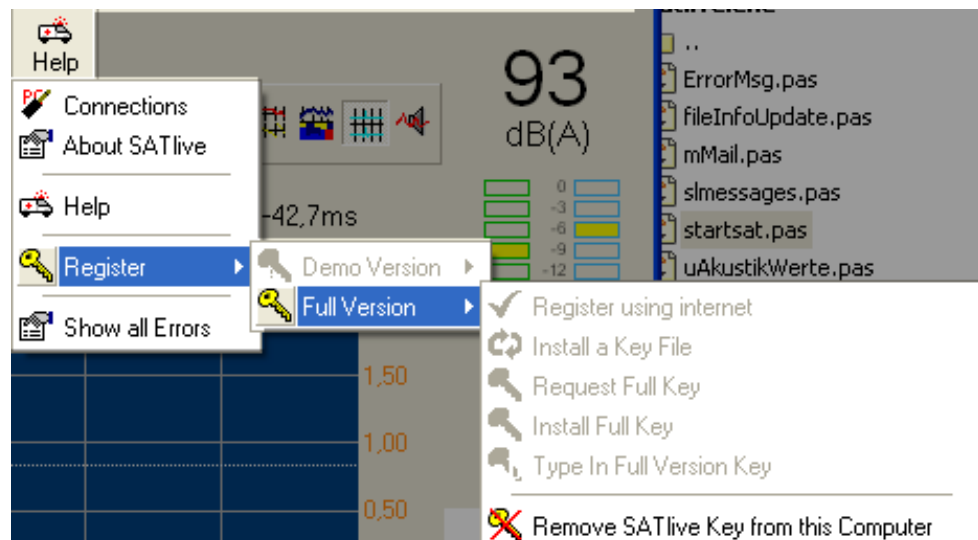 Help
PC
Connections
About SATlive
Help
Register
Show all Errors
Demo Version
Full Version
Register using internet
Install a Key File
Request Full Key
Install Full Key
Type In Full Version Key
Remove SATlive Key from this Computer
93
dB(A)
-42,7ms
0
-3
-6
-9
-12
1,50
1,00
0,50
..
ErrorMsg.pas
fileInfoUpdate.pas
mMail.pas
slmessages.pas
startsat.pas
uAkustikWerte.pas